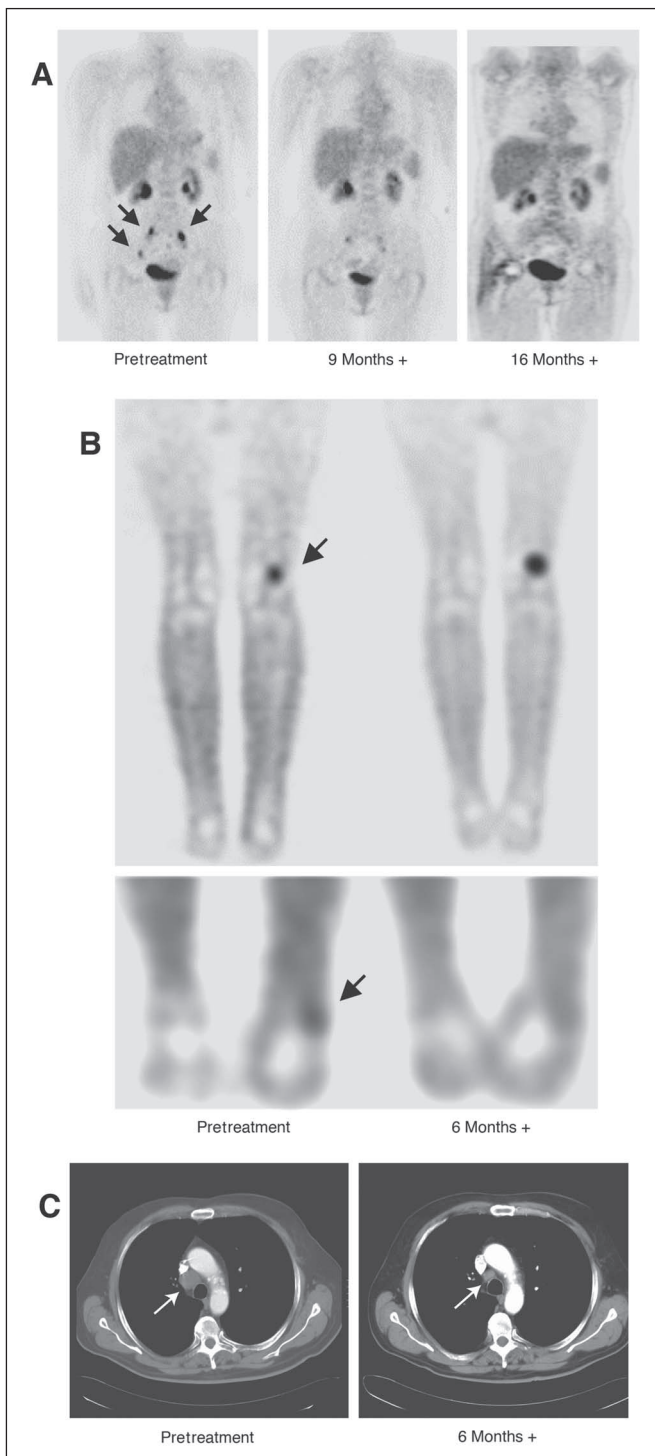 A
Pretreatment 9 Months + 16 Months +
B
Pretreatment 6 Months +
C
Pretreatment 6 Months +